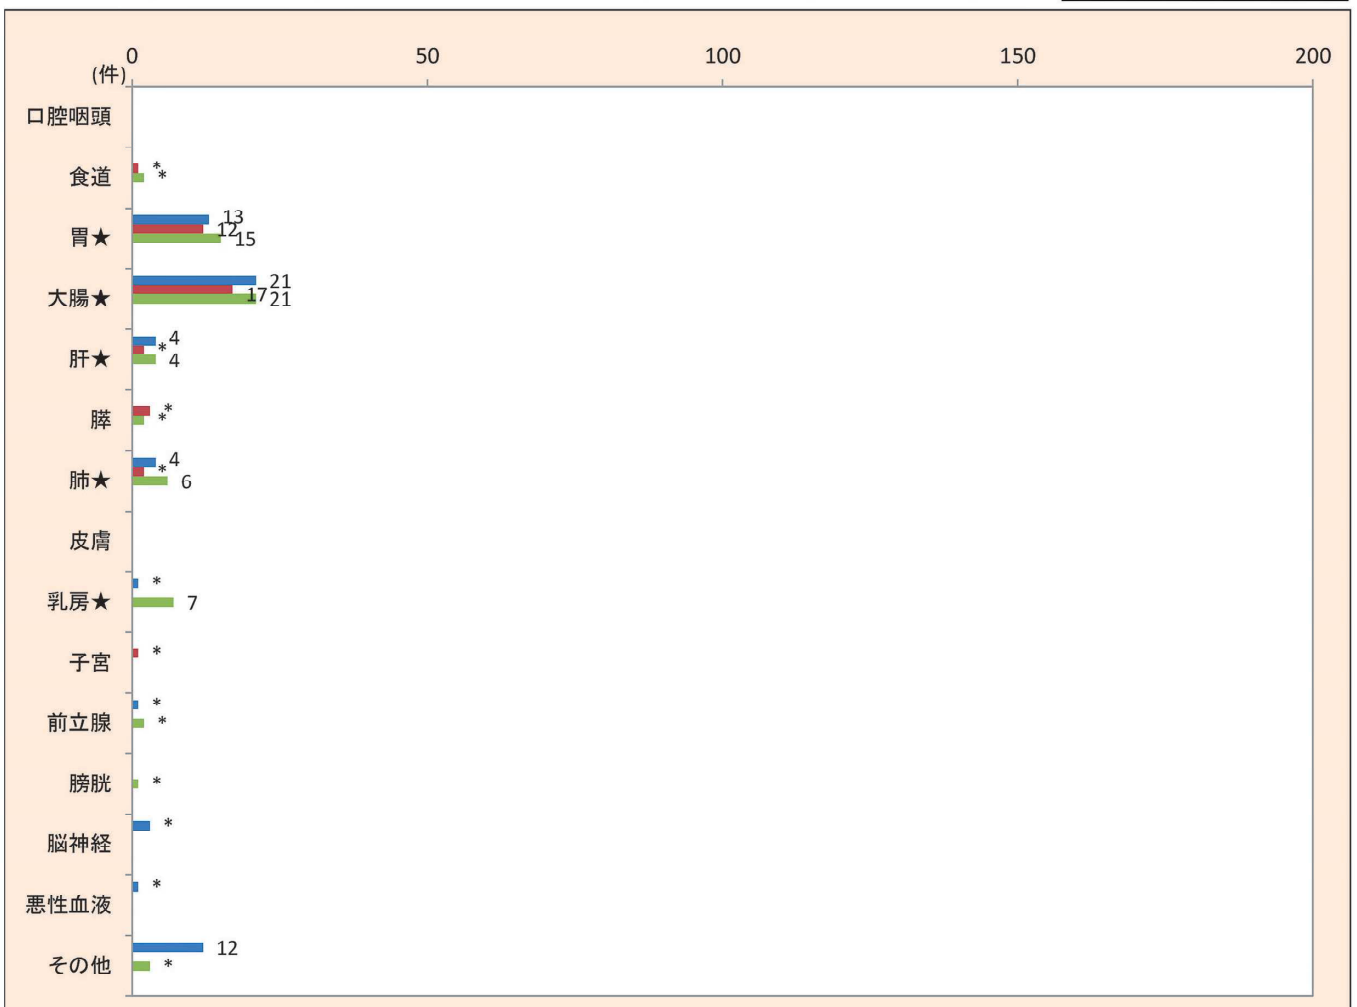 0 50 100 150 200
(件)
口腔咽頭
食道 * *
胃★ 13 12 15
大腸★ 21 17 21
肝★ 4 * 4
膵 * *
肺★ 4 * 6
皮膚
乳房★ * 7
子宮 *
前立腺 * *
膀胱 *
脳神経 *
悪性血液 *
その他 12 *